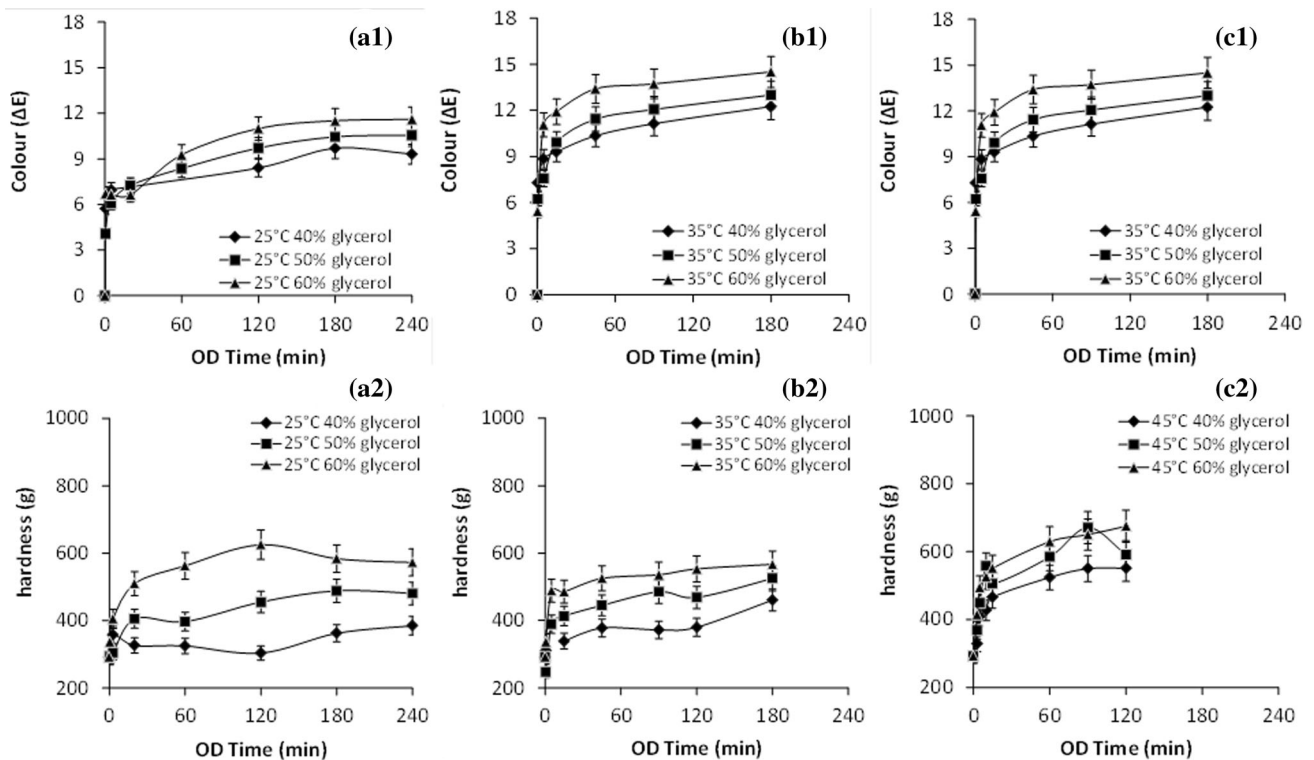 (a1)
18
15
12
9
6
3
0
Colour (ΔE)
25°C 40% glycerol
25°C 50% glycerol
25°C 60% glycerol
0 60 120 180 240
OD Time (min)
(b1)
18
15
12
9
6
3
0
Colour (ΔE)
35°C 40% glycerol
35°C 50% glycerol
35°C 60% glycerol
0 60 120 180 240
OD Time (min)
(c1)
18
15
12
9
6
3
0
Colour (ΔE)
35°C 40% glycerol
35°C 50% glycerol
35°C 60% glycerol
0 60 120 180 240
OD Time (min)
(a2)
1000
800
600
400
200
hardness (g)
25°C 40% glycerol
25°C 50% glycerol
25°C 60% glycerol
0 60 120 180 240
OD Time (min)
(b2)
1000
800
600
400
200
hardness (g)
35°C 40% glycerol
35°C 50% glycerol
35°C 60% glycerol
0 60 120 180 240
OD Time (min)
(c2)
1000
800
600
400
200
hardness (g)
45°C 40% glycerol
45°C 50% glycerol
45°C 60% glycerol
0 60 120 180 240
OD Time (min)